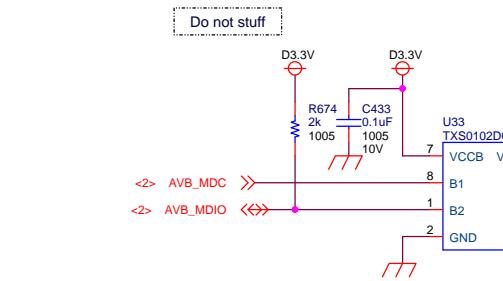 Do not stuff
D3.3V
D3.3V
R674
2k
1005
C433
0.1uF
1005
10V
U33
7
VCCB
<2> AVB_MDC
8
B1
<2> AVB_MDIO
1
B2
2
GND